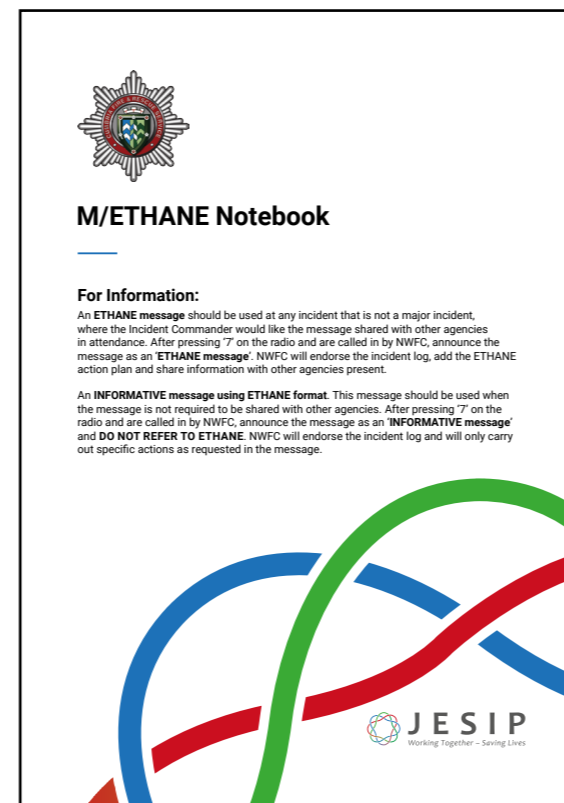 CUMBRIA FIRE & RESCUE SERVICE
M/ETHANE Notebook
For Information:
An ETHANE message should be used at any incident that is not a major incident,
where the Incident Commander would like the message shared with other agencies
in attendance. After pressing ‘7’ on the radio and are called in by NWFC, announce the
message as an ‘ETHANE message’. NWFC will endorse the incident log, add the ETHANE
action plan and share information with other agencies present.
An INFORMATIVE message using ETHANE format. This message should be used when
the message is not required to be shared with other agencies. After pressing ‘7’ on the
radio and are called in by NWFC, announce the message as an ‘INFORMATIVE message’
and DO NOT REFER TO ETHANE. NWFC will endorse the incident log and will only carry
out specific actions as requested in the message.
JESIP
Working Together – Saving Lives